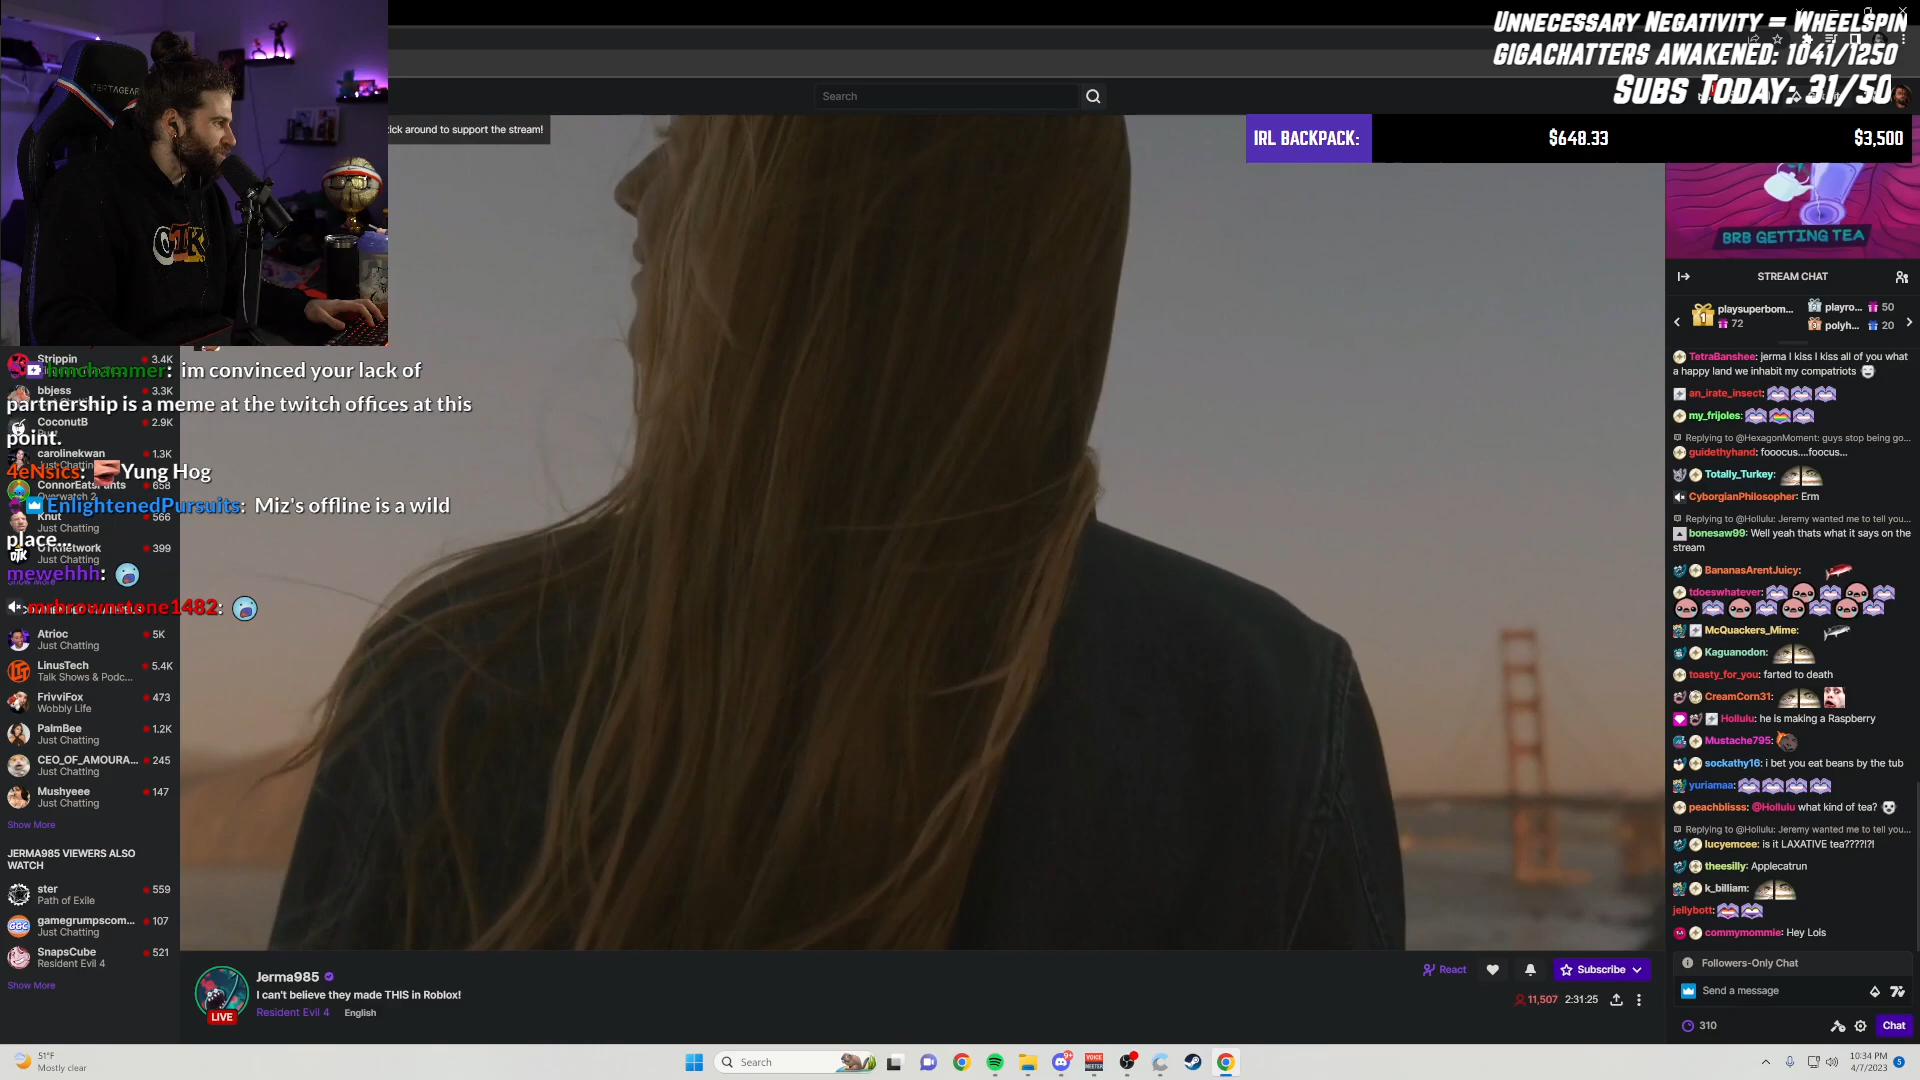 UNNECESSARY NEGATIVITY = WHEELSPIN
GIGACHATTERS AWAKENED: 1041/1250
SUBS TODAY: 31/50
IRL BACKPACK:
$648.33
$3,500
Search
ick around to support the stream!
BRB GETTING TEA
STREAM CHAT
playsuperbom...
72
playro... 50
polyh... 20
Strippin 3.4K
hmchammer: im convinced your lack of
bbjess 3.3K
partnership is a meme at the twitch offices at this
CoconutB 2.9K
point.
carolinekwan 1.3K
Just Chatting
4eNsics: Yung Hog
658
Overwatch 2
EnlightenedPursuits: Miz's offline is a wild
Knut 566
Just Chatting
place...
399
Just Chatting
mewehhh:
mrbrownstone1482:
Atrioc 5K
Just Chatting
LinusTech 5.4K
Talk Shows & Podc...
FrivviFox 473
Wobbly Life
PalmBee 1.2K
Just Chatting
CEO_OF_AMOURA... 245
Just Chatting
Mushyeee 147
Just Chatting
Show More
JERMA985 VIEWERS ALSO
WATCH
ster 559
Path of Exile
gamegrumpscom... 107
Just Chatting
SnapsCube 521
Resident Evil 4
Show More
Jerma985
I can't believe they made THIS in Roblox!
LIVE
Resident Evil 4 English
React
Subscribe
11,507 2:31:25
TetraBanshee: jerma I kiss I kiss all of you what
a happy land we inhabit my compatriots
an_irate_insect:
my_frijoles:
Replying to @HexagonMoment: guys stop being go...
guidethyhand: fooocus....foocus...
Totally_Turkey:
CyborgianPhilosopher: Erm
Replying to @Hollulu: Jeremy wanted me to tell you...
bonesaw99: Well yeah thats what it says on the
stream
BananasArentJuicy:
tdoeswhatever:
McQuackers_Mime:
Kaguanodon:
toasty_for_you: farted to death
CreamCorn31:
Hollulu: he is making a Raspberry
Mustache795:
sockathy16: i bet you eat beans by the tub
yuriamaa:
peachblisss: @Hollulu what kind of tea?
Replying to @Hollulu: Jeremy wanted me to tell you...
lucyemcee: is it LAXATIVE tea????!?!
theesilly: Applecatrun
k_billiam:
jellybott:
commymommie: Hey Lois
Followers-Only Chat
Send a message
310
Chat
51°F
Mostly clear
Search
10:34 PM
4/7/2023
5